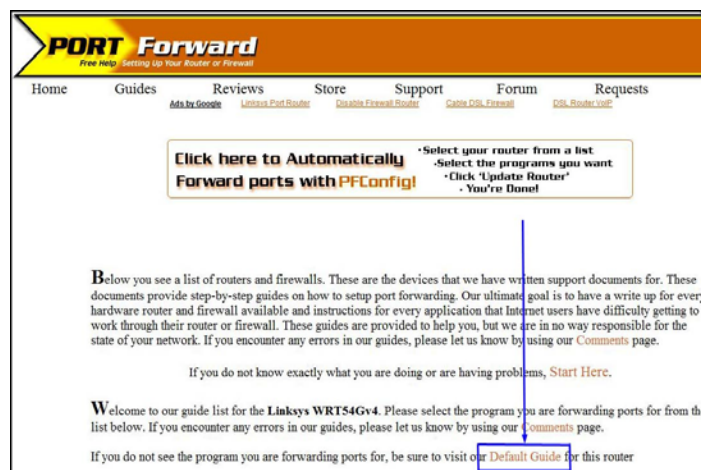 PORT Forward
Free Help Setting Up Your Router or Firewall
Home Guides Reviews Store Support Forum Requests
Ads by Google Linksys Port Router Disable Firewall Router Cable DSL Firewall DSL Router VoIP
Click here to Automatically
Forward ports with PFConfig!
·Select your router from a list
·Select the programs you want
·Click 'Update Router'
· You're Done!
Below you see a list of routers and firewalls. These are the devices that we have written support documents for. These
documents provide step-by-step guides on how to setup port forwarding. Our ultimate goal is to have a write up for every
hardware router and firewall available and instructions for every application that Internet users have difficulty getting to
work through their router or firewall. These guides are provided to help you, but we are in no way responsible for the
state of your network. If you encounter any errors in our guides, please let us know by using our Comments page.
If you do not know exactly what you are doing or are having problems, Start Here.
Welcome to our guide list for the Linksys WRT54Gv4. Please select the program you are forwarding ports for from the
list below. If you encounter any errors in our guides, please let us know by using our Comments page.
If you do not see the program you are forwarding ports for, be sure to visit our Default Guide for this router